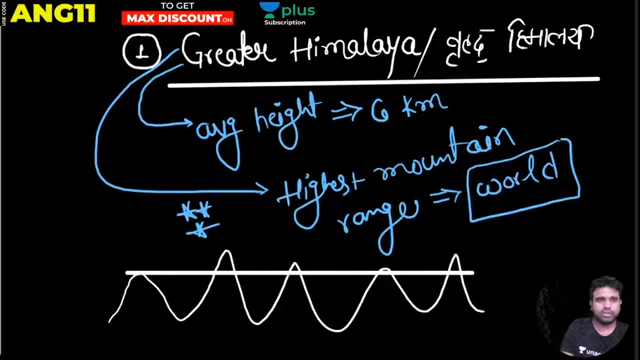 USE CODE
ANG11
TO GET
MAX DISCOUNT ON
plus
Subscription
1 Greater Himalaya / वृहद हिमालय
avg height ⇒ 6 km
Highest mountain
range ⇒ world